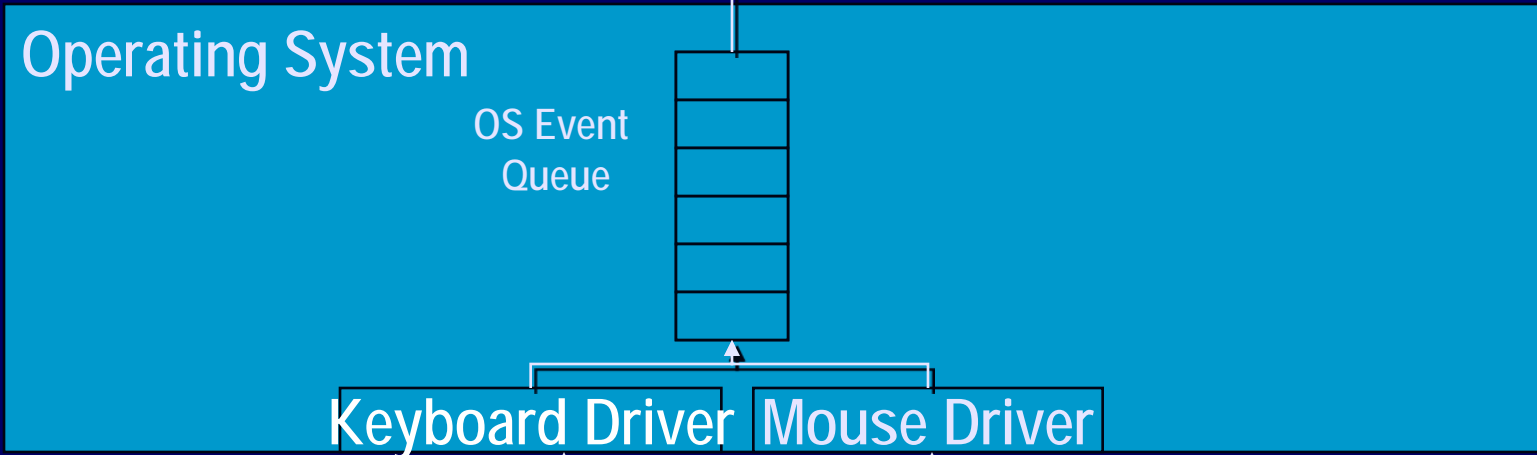 Operating System
OS Event
Queue
Keyboard Driver
Mouse Driver